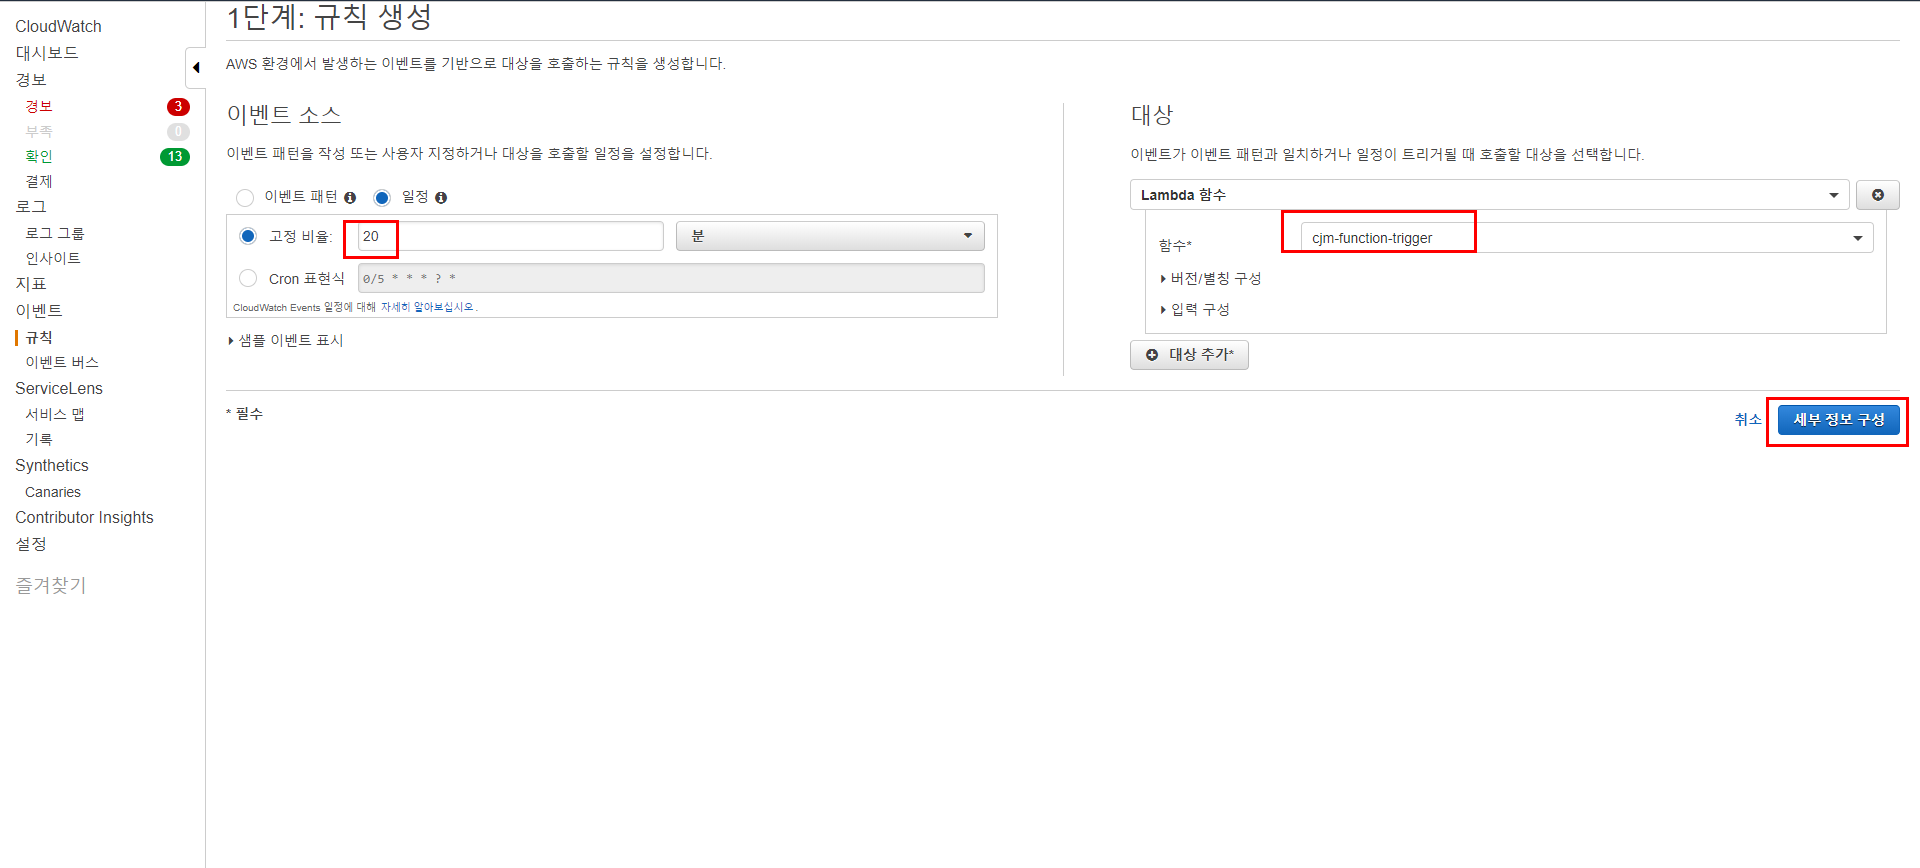 CloudWatch
대시보드
경보
경보 3
부족 0
확인 13
결제
로그
로그 그룹
인사이트
지표
이벤트
규칙
이벤트 버스
ServiceLens
서비스 맵
기록
Synthetics
Canaries
Contributor Insights
설정
즐겨찾기
1단계: 규칙 생성
AWS 환경에서 발생하는 이벤트를 기반으로 대상을 호출하는 규칙을 생성합니다.
이벤트 소스
이벤트 패턴을 작성 또는 사용자 지정하거나 대상을 호출할 일정을 설정합니다.
이벤트 패턴 일정
고정 비율: 20 분
Cron 표현식 0/5 * * * ? *
CloudWatch Events 일정에 대해 자세히 알아보십시오.
샘플 이벤트 표시
대상
이벤트가 이벤트 패턴과 일치하거나 일정이 트리거될 때 호출할 대상을 선택합니다.
Lambda 함수
함수* cjm-function-trigger
버전/별칭 구성
입력 구성
대상 추가*
* 필수
취소 세부 정보 구성